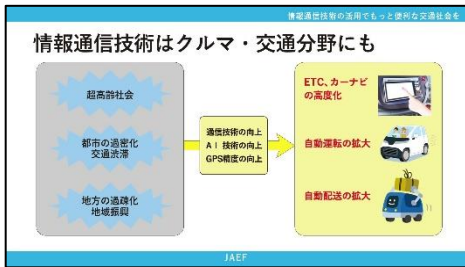 情報通信技術の活用でもっと便利な交通社会を
情報通信技術はクルマ・交通分野にも
超高齢社会
都市の過密化
交通渋滞
地方の過疎化
地域振興
通信技術の向上
AI 技術の向上
GPS精度の向上
ETC、カーナビ
の高度化
自動運転の拡大
自動配送の拡大
JAEF